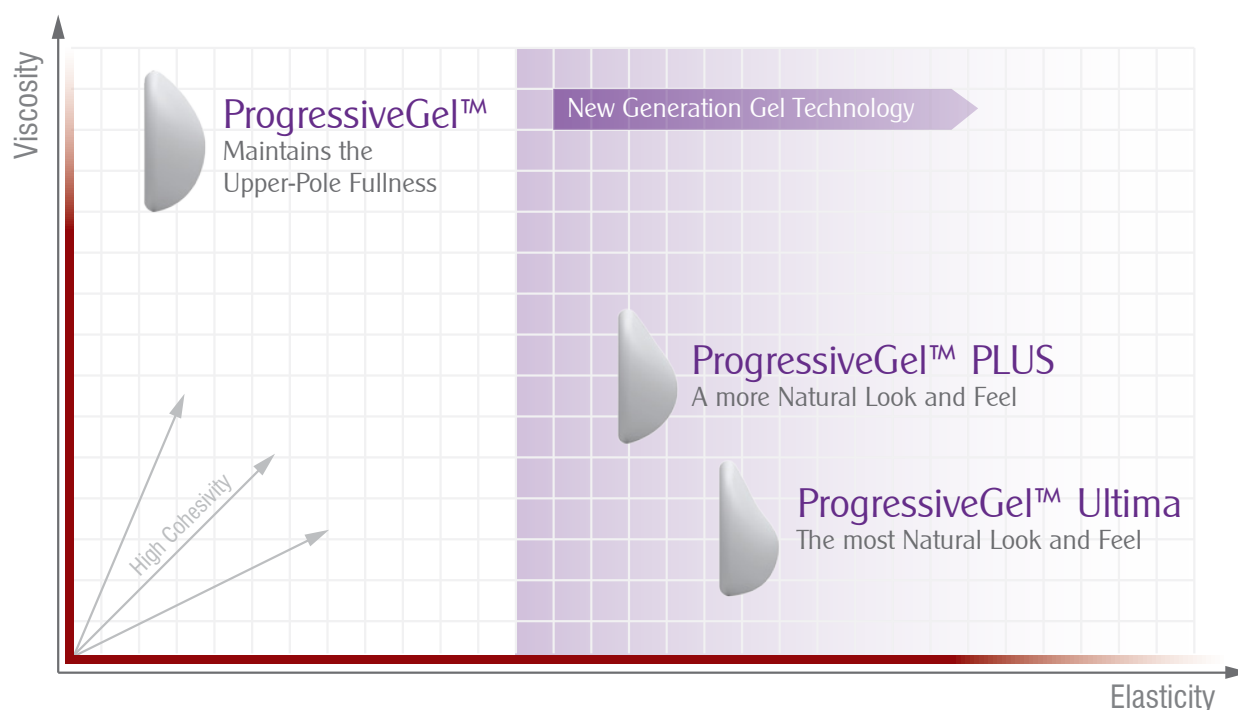 Viscosity
ProgressiveGel™
Maintains the
Upper-Pole Fullness
New Generation Gel Technology
ProgressiveGel™ PLUS
A more Natural Look and Feel
High Cohesivity
ProgressiveGel™ Ultima
The most Natural Look and Feel
Elasticity